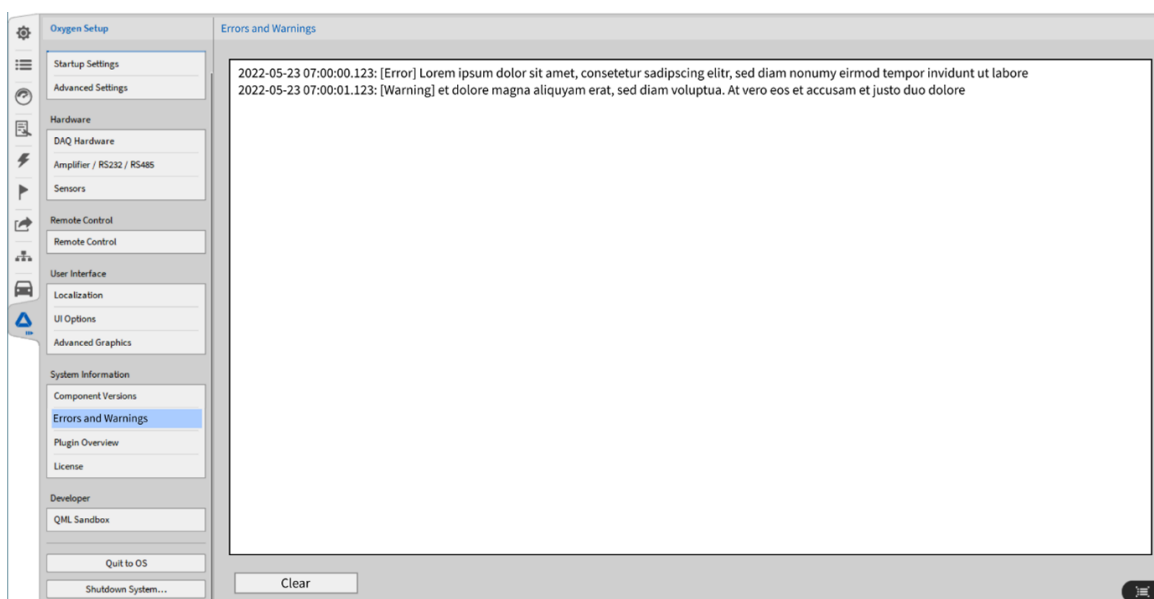 Oxygen Setup
Errors and Warnings
Startup Settings
Advanced Settings
Hardware
DAQ Hardware
Amplifier / RS232 / RS485
Sensors
Remote Control
Remote Control
User Interface
Localization
UI Options
Advanced Graphics
System Information
Component Versions
Errors and Warnings
Plugin Overview
License
Developer
QML Sandbox
Quit to OS
Shutdown System...
2022-05-23 07:00:00.123: [Error] Lorem ipsum dolor sit amet, consetetur sadipscing elitr, sed diam nonumy eirmod tempor invidunt ut labore
2022-05-23 07:00:01.123: [Warning] et dolore magna aliquyam erat, sed diam voluptua. At vero eos et accusam et justo duo dolore
Clear